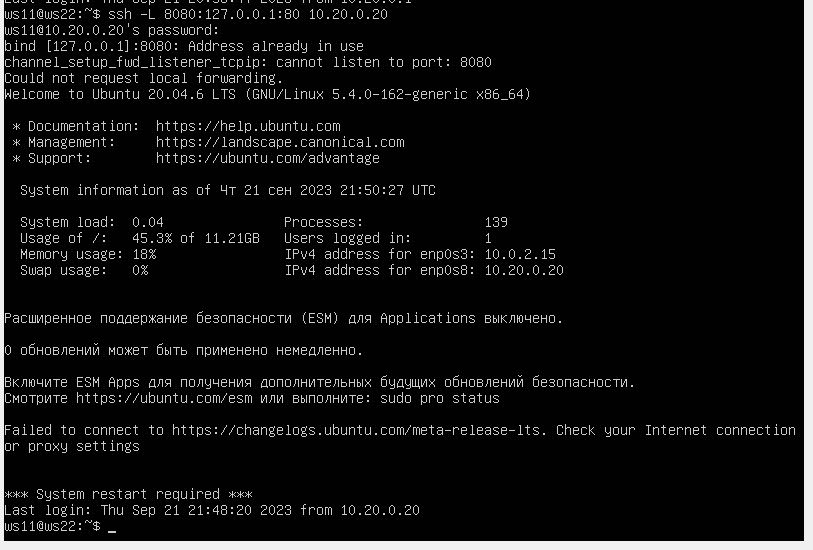 ws11@ws22:~$ ssh -L 8080:127.0.0.1:80 10.20.0.20
ws11@10.20.0.20's password:
bind [127.0.0.1]:8080: Address already in use
channel_setup_fwd_listener_tcpip: cannot listen to port: 8080
Could not request local forwarding.
Welcome to Ubuntu 20.04.6 LTS (GNU/Linux 5.4.0-162-generic x86_64)
* Documentation: https://help.ubuntu.com
* Management: https://landscape.canonical.com
* Support: https://ubuntu.com/advantage
System information as of Чт 21 сен 2023 21:50:27 UTC
System load: 0.04 Processes: 139
Usage of /: 45.3% of 11.21GB Users logged in: 1
Memory usage: 18% IPv4 address for enp0s3: 10.0.2.15
Swap usage: 0% IPv4 address for enp0s8: 10.20.0.20
Расширенное поддержание безопасности (ESM) для Applications выключено.
0 обновлений может быть применено немедленно.
Включите ESM Apps для получения дополнительных будущих обновлений безопасности.
Смотрите https://ubuntu.com/esm или выполните: sudo pro status
Failed to connect to https://changelogs.ubuntu.com/meta-release-lts. Check your Internet connection
or proxy settings
*** System restart required ***
Last login: Thu Sep 21 21:48:20 2023 from 10.20.0.20
ws11@ws22:~$ _